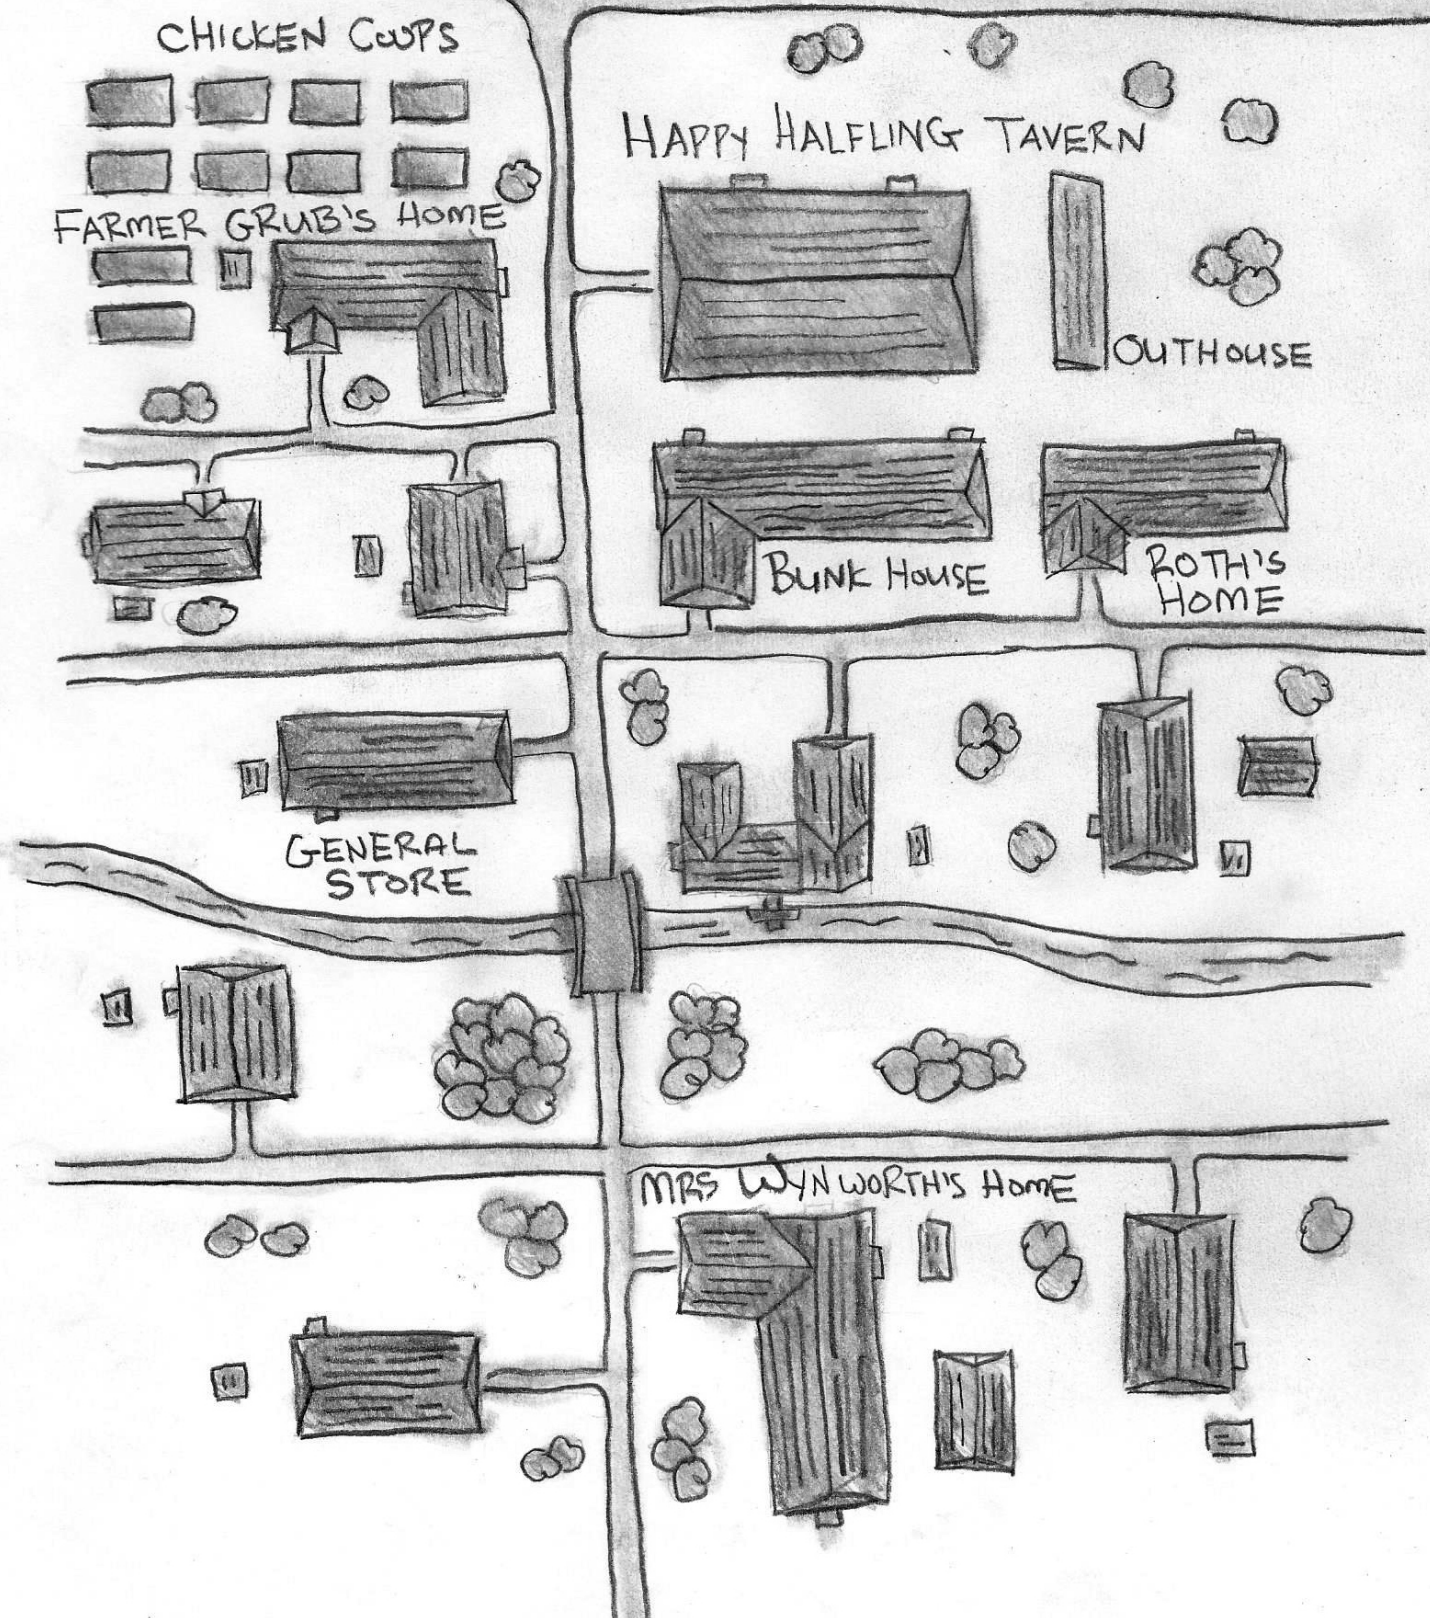 CHICKEN COOPS
HAPPY HALFLING TAVERN
FARMER GRUB'S HOME
OUTHOUSE
BUNK HOUSE
ROTH'S
HOME
GENERAL
STORE
MRS WYNWORTH'S HOME